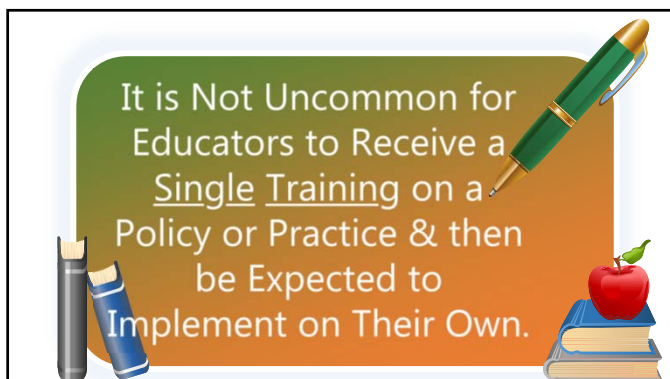 It is Not Uncommon for
Educators to Receive a
Single Training on a
Policy or Practice & then
be Expected to
Implement on Their Own.